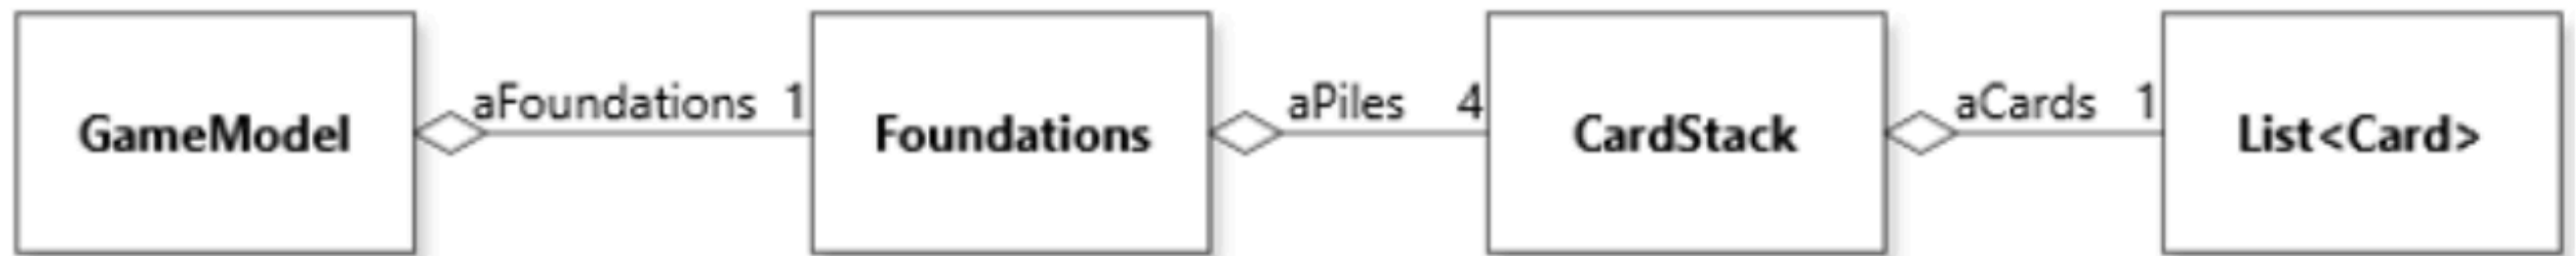 GameModel
aFoundations 1
Foundations
aPiles 4
CardStack
aCards 1
List<Card>